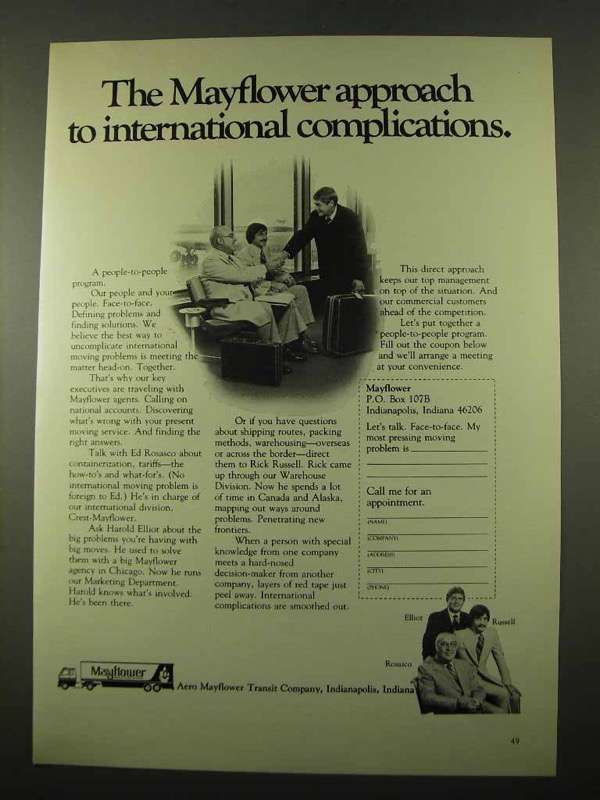 The Mayflower approach
to international complications.
A people-to-people
program.
Our people and your
people. Face-to-face.
Defining problems and
finding solutions. We
believe the best way to
uncomplicate international
moving problems is meeting the
matter head-on. Together.
That's why our key
executives are traveling with
Mayflower agents. Calling on
national accounts. Discovering
what's wrong with your present
moving service. And finding the
right answers.
Talk with Ed Rosasco about
containerization, tariffs—the
how-to's and what-for's. (No
international moving problem is
foreign to Ed.) He's in charge of
our international division,
Crest-Mayflower.
Ask Harold Elliot about the
big problems you're having with
big moves. He used to solve
them with a big Mayflower
agency in Chicago. Now he runs
our Marketing Department.
Harold knows what's involved.
He's been there.
Or if you have questions
about shipping routes, packing
methods, warehousing—overseas
or across the border—direct
them to Rick Russell. Rick came
up through our Warehouse
Division. Now he spends a lot
of time in Canada and Alaska,
mapping out ways around
problems. Penetrating new
frontiers.
When a person with special
knowledge from one company
meets a hard-nosed
decision-maker from another
company, layers of red tape just
peel away. International
complications are smoothed out.
This direct approach
keeps our top management
on top of the situation. And
our commercial customers
ahead of the competition.
Let's put together a
people-to-people program.
Fill out the coupon below
and we'll arrange a meeting
at your convenience.
Mayflower
P.O. Box 107B
Indianapolis, Indiana 46206
Let's talk. Face-to-face. My
most pressing moving
problem is
Call me for an
appointment.
(NAME)
(COMPANY)
(ADDRESS)
(CITY)
(PHONE)
Elliot
Russell
Rosasco
Mayflower
Aero Mayflower Transit Company, Indianapolis, Indiana
49